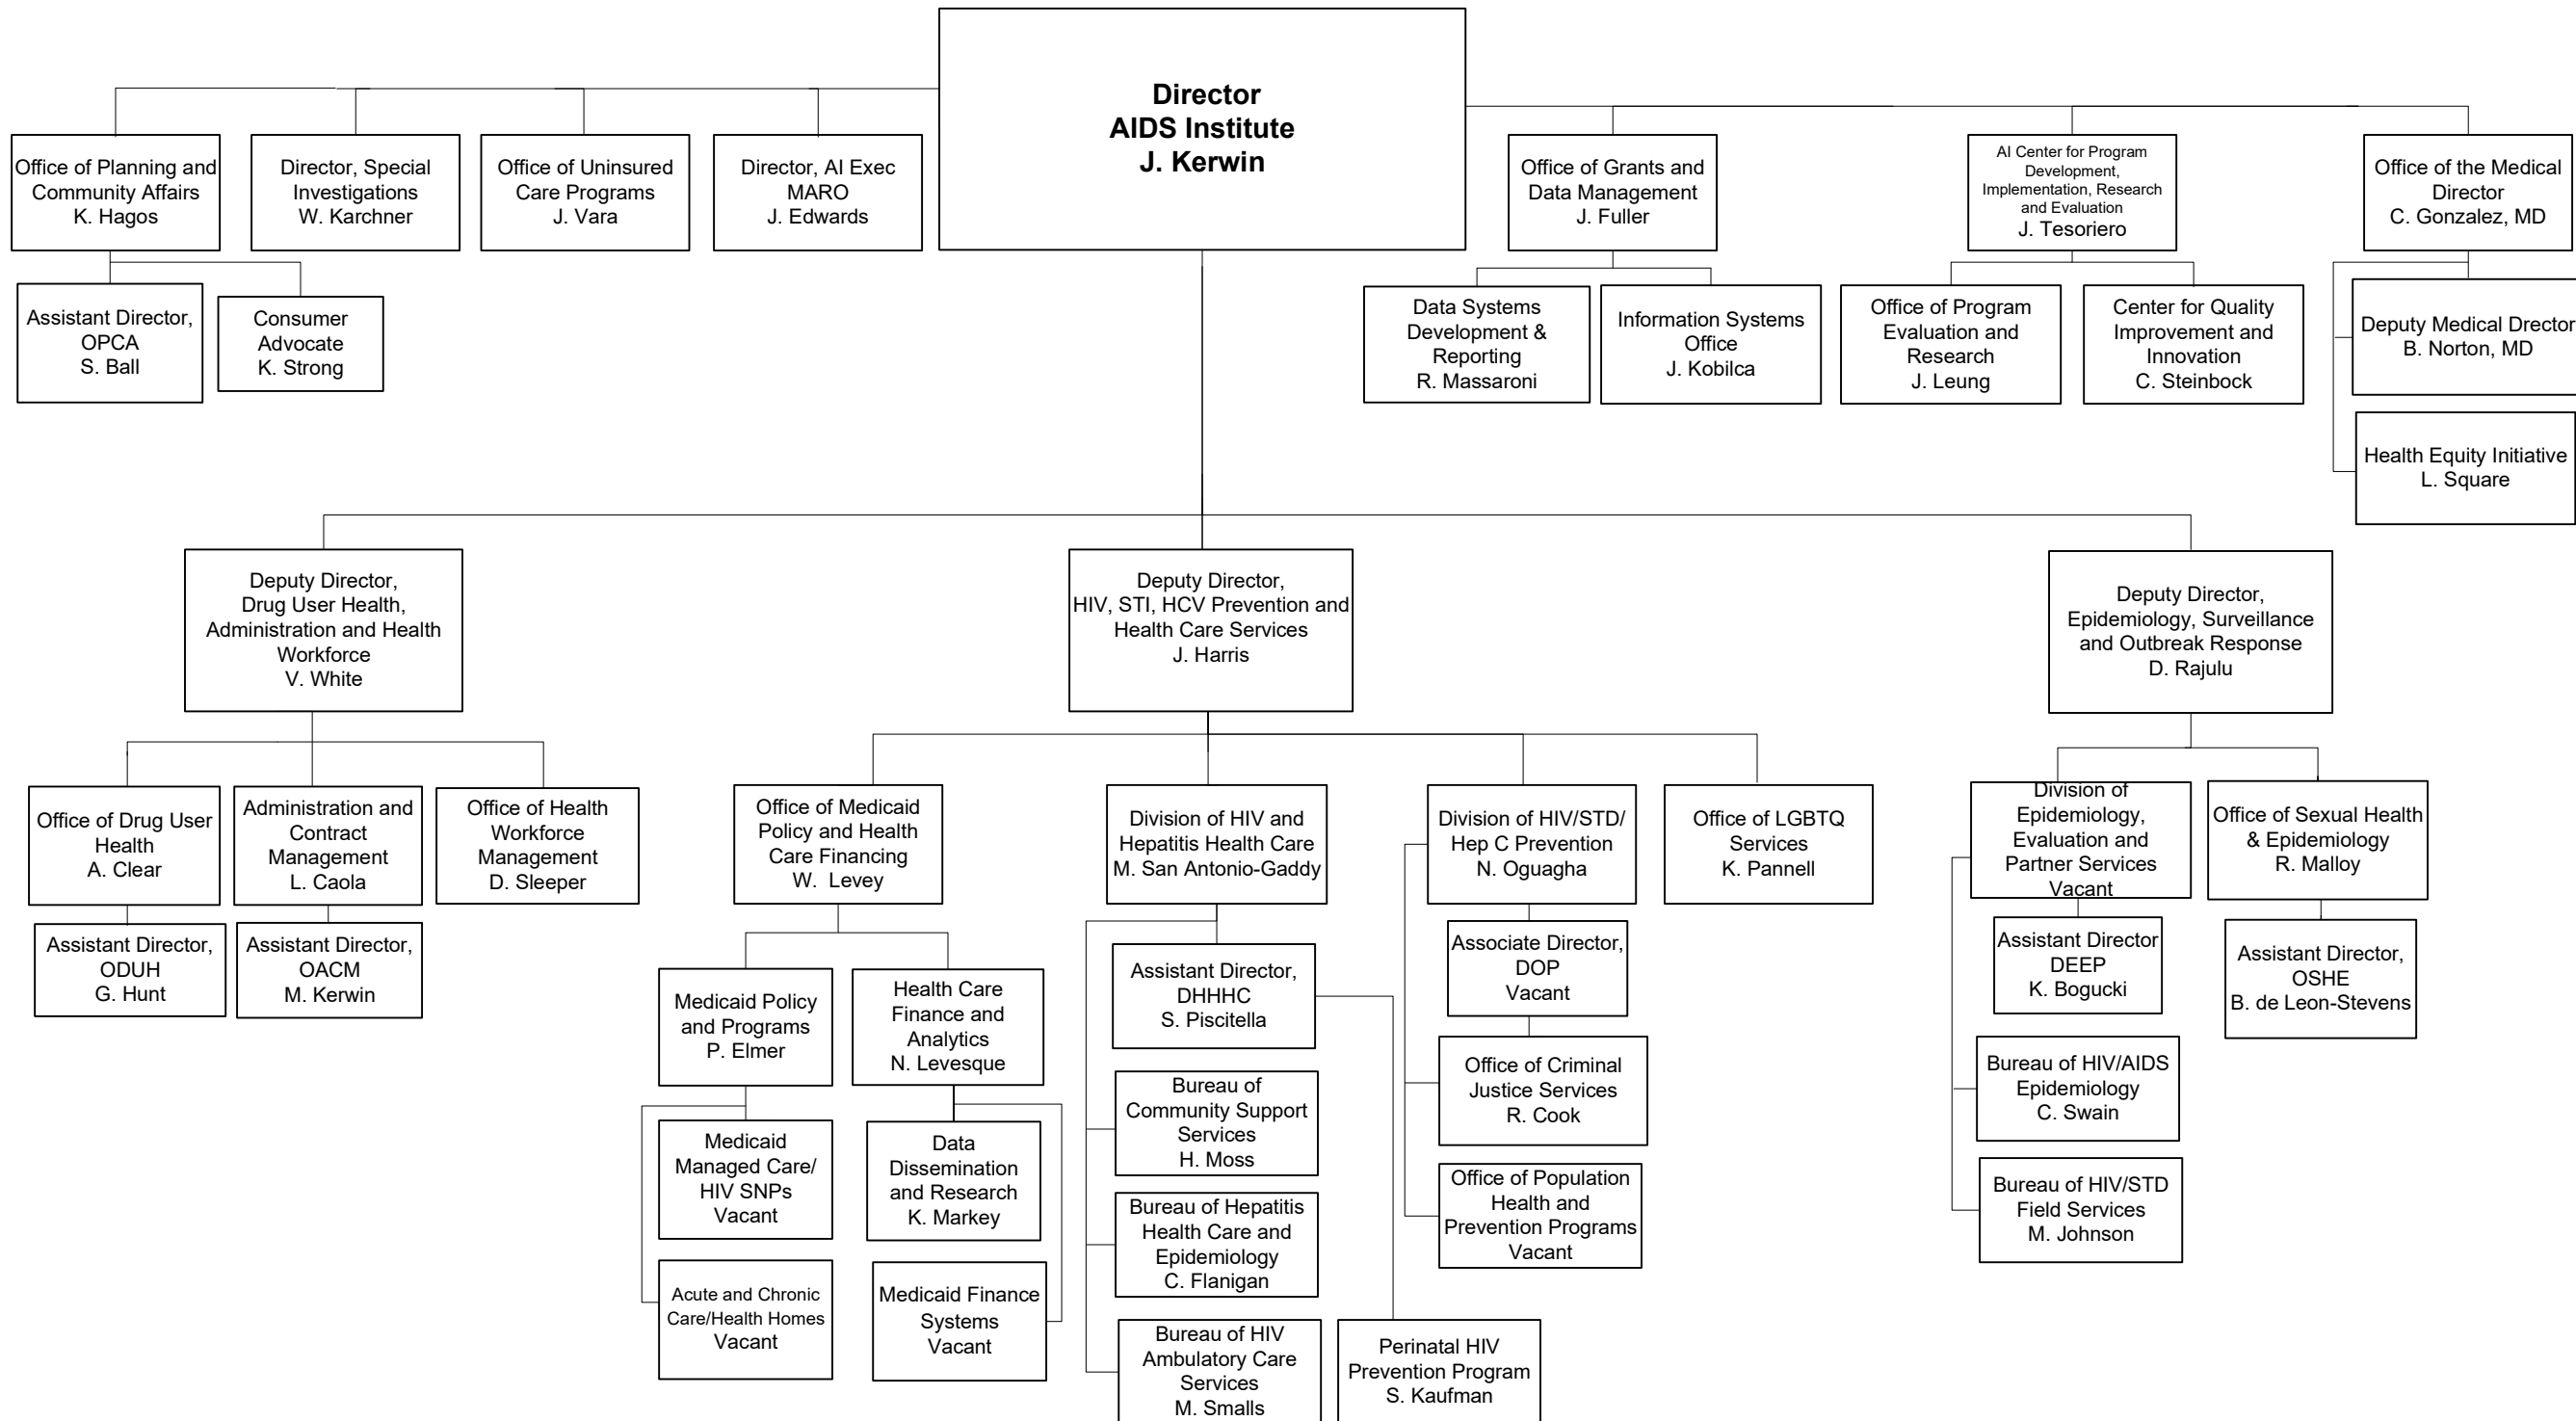 Director
AIDS Institute
J. Kerwin
Office of Planning and
Community Affairs
K. Hagos
Director, Special
Investigations
W. Karchner
Office of Uninsured
Care Programs
J. Vara
Director, AI Exec
MARO
J. Edwards
Office of Grants and
Data Management
J. Fuller
AI Center for Program
Development,
Implementation, Research
and Evaluation
J. Tesoriero
Office of the Medical
Director
C. Gonzalez, MD
Assistant Director,
OPCA
S. Ball
Consumer
Advocate
K. Strong
Data Systems
Development &
Reporting
R. Massaroni
Information Systems
Office
J. Kobilca
Office of Program
Evaluation and
Research
J. Leung
Center for Quality
Improvement and
Innovation
C. Steinbock
Deputy Medical Drector
B. Norton, MD
Health Equity Initiative
L. Square
Deputy Director,
Drug User Health,
Administration and Health
Workforce
V. White
Deputy Director,
HIV, STI, HCV Prevention and
Health Care Services
J. Harris
Deputy Director,
Epidemiology, Surveillance
and Outbreak Response
D. Rajulu
Office of Drug User
Health
A. Clear
Administration and
Contract
Management
L. Caola
Office of Health
Workforce
Management
D. Sleeper
Office of Medicaid
Policy and Health
Care Financing
W. Levey
Division of HIV and
Hepatitis Health Care
M. San Antonio-Gaddy
Division of HIV/STD/
Hep C Prevention
N. Oguagha
Office of LGBTQ
Services
K. Pannell
Division of
Epidemiology,
Evaluation and
Partner Services
Vacant
Office of Sexual Health
& Epidemiology
R. Malloy
Assistant Director,
ODUH
G. Hunt
Assistant Director,
OACM
M. Kerwin
Medicaid Policy
and Programs
P. Elmer
Health Care
Finance and
Analytics
N. Levesque
Assistant Director,
DHHHC
S. Piscitella
Associate Director,
DOP
Vacant
Assistant Director
DEEP
K. Bogucki
Assistant Director,
OSHE
B. de Leon-Stevens
Medicaid
Managed Care/
HIV SNPs
Vacant
Data
Dissemination
and Research
K. Markey
Bureau of
Community Support
Services
H. Moss
Office of Criminal
Justice Services
R. Cook
Bureau of HIV/AIDS
Epidemiology
C. Swain
Acute and Chronic
Care/Health Homes
Vacant
Medicaid Finance
Systems
Vacant
Bureau of Hepatitis
Health Care and
Epidemiology
C. Flanigan
Office of Population
Health and
Prevention Programs
Vacant
Bureau of HIV/STD
Field Services
M. Johnson
Bureau of HIV
Ambulatory Care
Services
M. Smalls
Perinatal HIV
Prevention Program
S. Kaufman